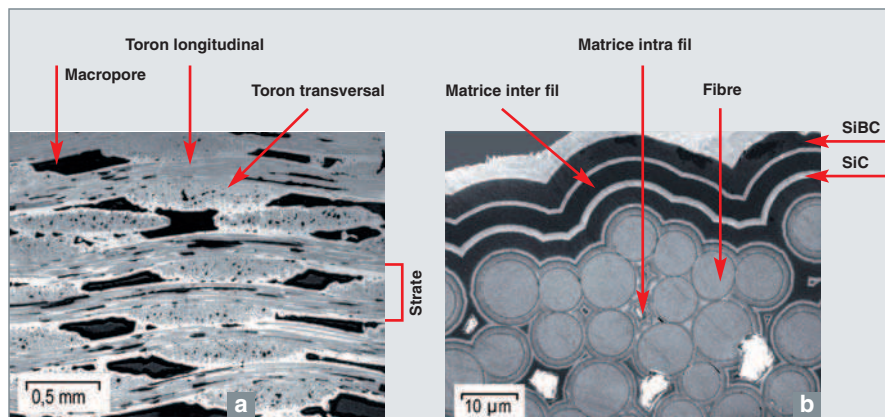 Toron longitudinal
Macropore
Toron transversal
Strate
0,5 mm
a
Matrice intra fil
Matrice inter fil
Fibre
SiBC
SiC
10 µm
b